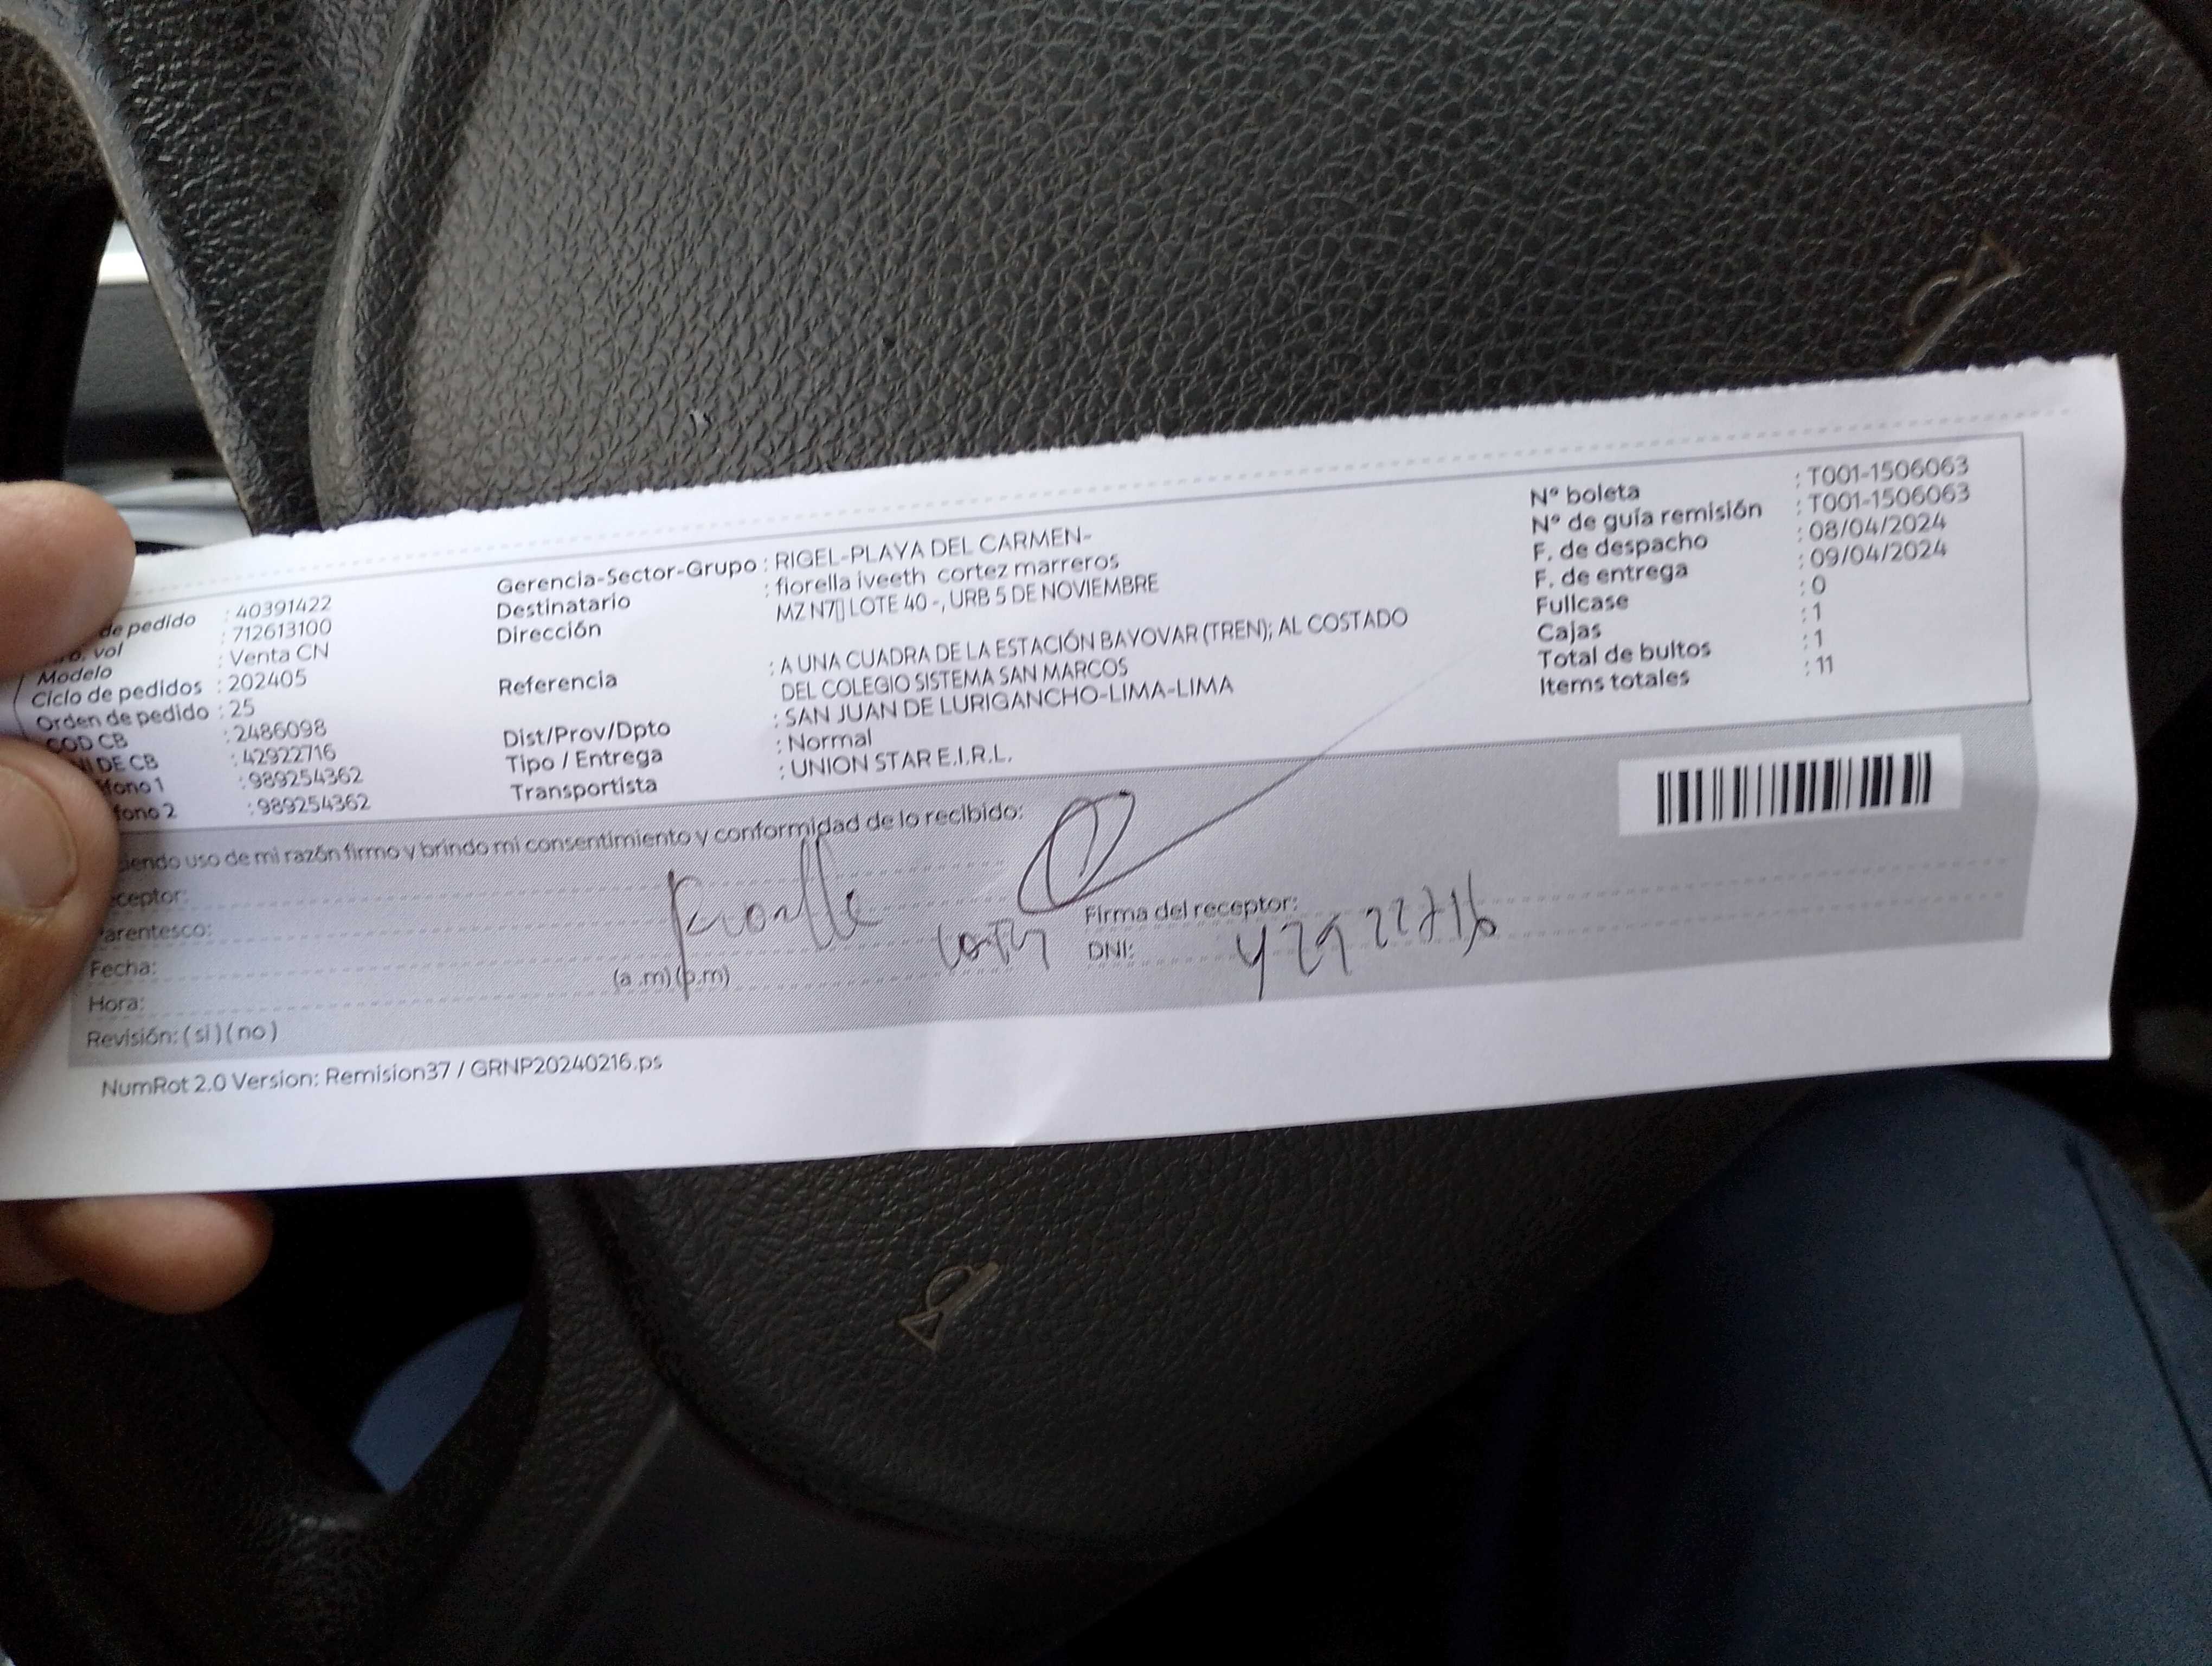 de pedido : 40391422
ro. vol : 712613100
Modelo : Venta CN
Ciclo de pedidos : 202405
Orden de pedido : 25
COD CB : 2486098
NI DE CB : 42922716
fono 1 : 989254362
fono 2 : 989254362
Gerencia-Sector-Grupo : RIGEL-PLAYA DEL CARMEN-
Destinatario : fiorella iveeth cortez marreros
Dirección MZ N7[] LOTE 40 -, URB 5 DE NOVIEMBRE
Referencia : A UNA CUADRA DE LA ESTACIÓN BAYOVAR (TREN); AL COSTADO
DEL COLEGIO SISTEMA SAN MARCOS
Dist/Prov/Dpto : SAN JUAN DE LURIGANCHO-LIMA-LIMA
Tipo / Entrega : Normal
Transportista : UNION STAR E.I.R.L.
N° boleta : T001-1506063
N° de guía remisión : T001-1506063
F. de despacho : 08/04/2024
F. de entrega : 09/04/2024
Fullcase : 0
Cajas : 1
Total de bultos : 1
Items totales : 11
iendo uso de mi razón firmo y brindo mi consentimiento y conformidad de lo recibido:
ceptor:
arentesco:
Fecha:
Hora: (a .m) (p.m)
Revisión: ( si ) ( no )
Firma del receptor:
DNI: 42922716
NumRot 2.0 Version: Remision37 / GRNP20240216.ps